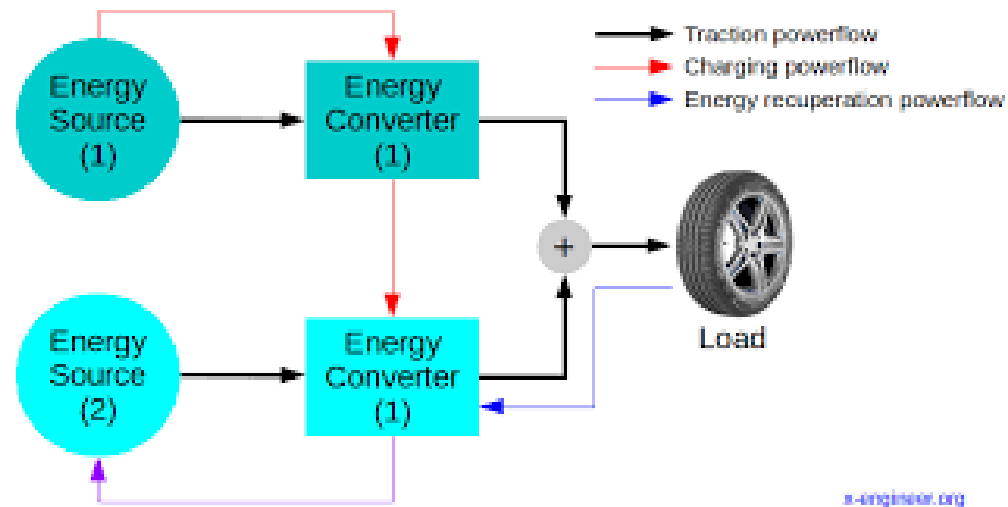 Energy
Source
(1)
Energy
Converter
(1)
Traction powerflow
Charging powerflow
Energy recuperation powerflow
+
Load
Energy
Source
(2)
Energy
Converter
(1)
x-engineer.org